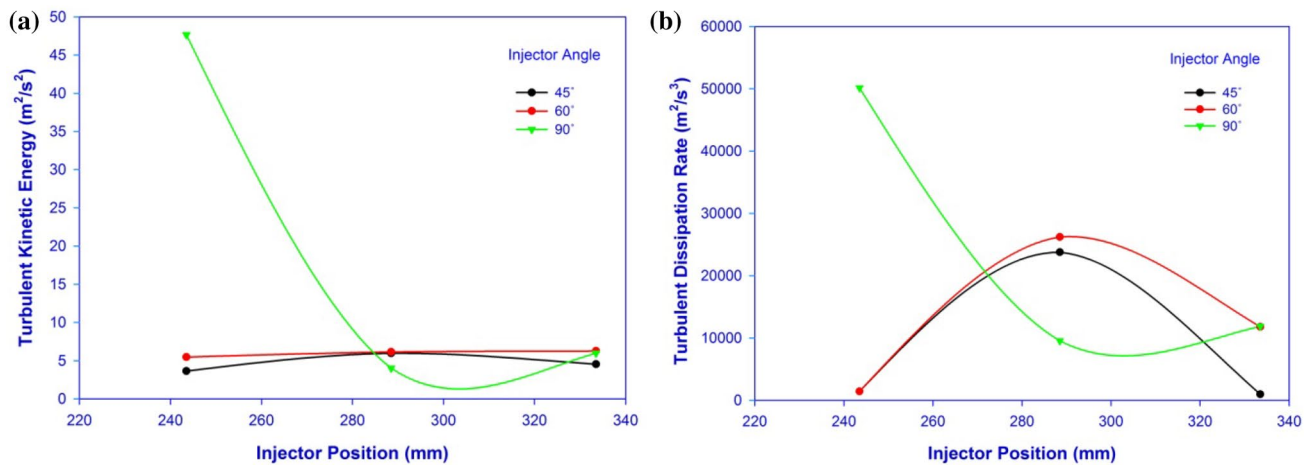 (a)
Turbulent Kinetic Energy (m²/s²)
50
45
40
35
30
25
20
15
10
5
0
Injector Angle
45°
60°
90°
220 240 260 280 300 320 340
Injector Position (mm)
(b)
Turbulent Dissipation Rate (m²/s³)
60000
50000
40000
30000
20000
10000
0
Injector Angle
45°
60°
90°
220 240 260 280 300 320 340
Injector Position (mm)